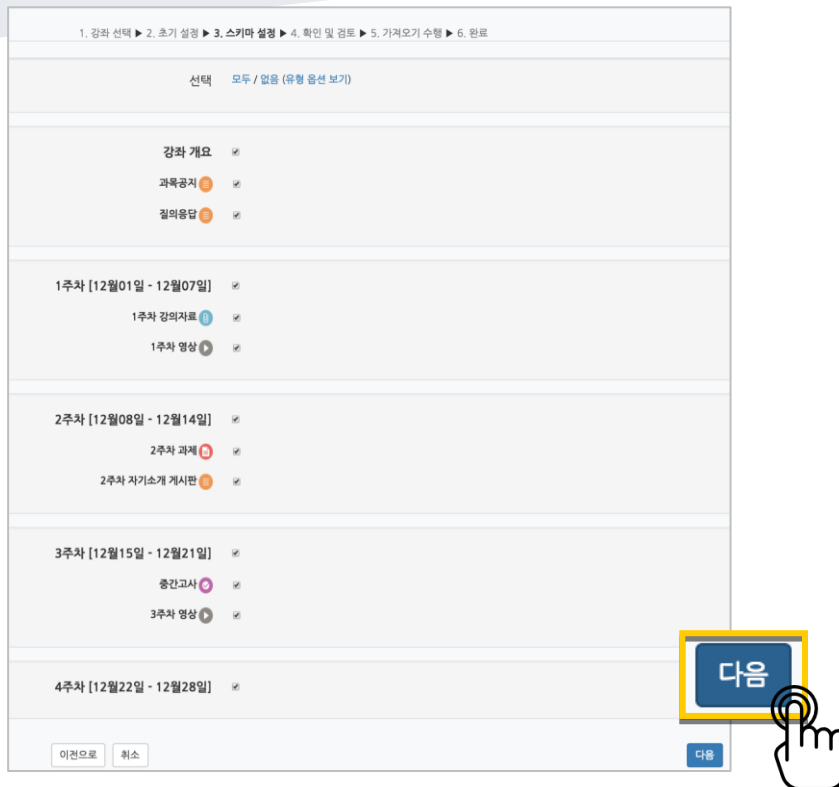 1. 강좌 선택 ▶ 2. 초기 설정 ▶ 3. 스키마 설정 ▶ 4. 확인 및 검토 ▶ 5. 가져오기 수행 ▶ 6. 완료
선택 모두 / 없음 (유형 옵션 보기)
강좌 개요
과목공지
질의응답
1주차 [12월01일 - 12월07일]
1주차 강의자료
1주차 영상
2주차 [12월08일 - 12월14일]
2주차 과제
2주차 자기소개 게시판
3주차 [12월15일 - 12월21일]
중간고사
3주차 영상
4주차 [12월22일 - 12월28일]
다음
이전으로 취소 다음